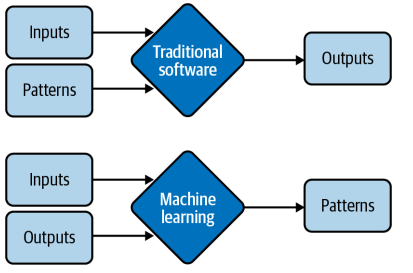 Inputs
Patterns
Traditional
software
Outputs
Inputs
Outputs
Machine
learning
Patterns